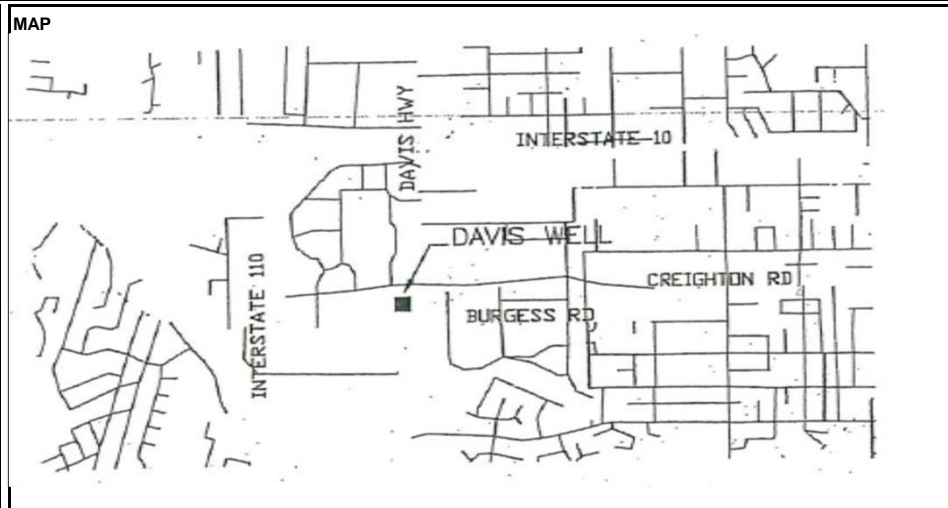 MAP
DAVIS HWY
INTERSTATE-10
DAVIS WELL
CREIGHTON RD
INTERSTATE 110
BURGESS RD